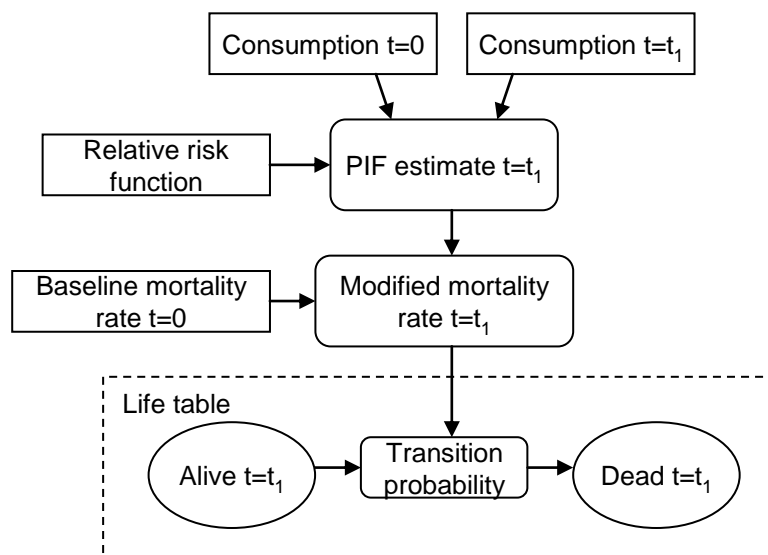 Consumption t=0
Consumption t=t₁
Relative risk
function
PIF estimate t=t₁
Baseline mortality
rate t=0
Modified mortality
rate t=t₁
Life table
Alive t=t₁
Transition
probability
Dead t=t₁